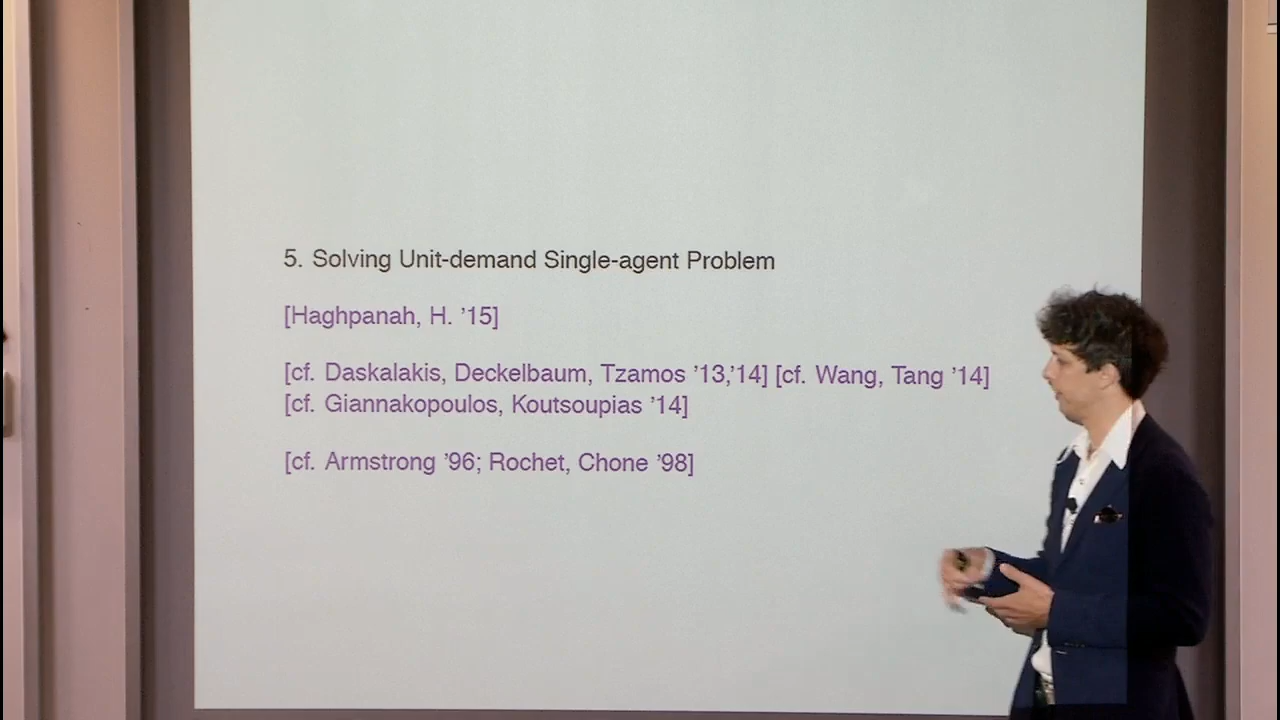 5. Solving Unit-demand Single-agent Problem
[Haghpanah, H. ’15]
[cf. Daskalakis, Deckelbaum, Tzamos ’13,’14] [cf. Wang, Tang ’14]
[cf. Giannakopoulos, Koutsoupias ’14]
[cf. Armstrong ’96; Rochet, Chone ’98]